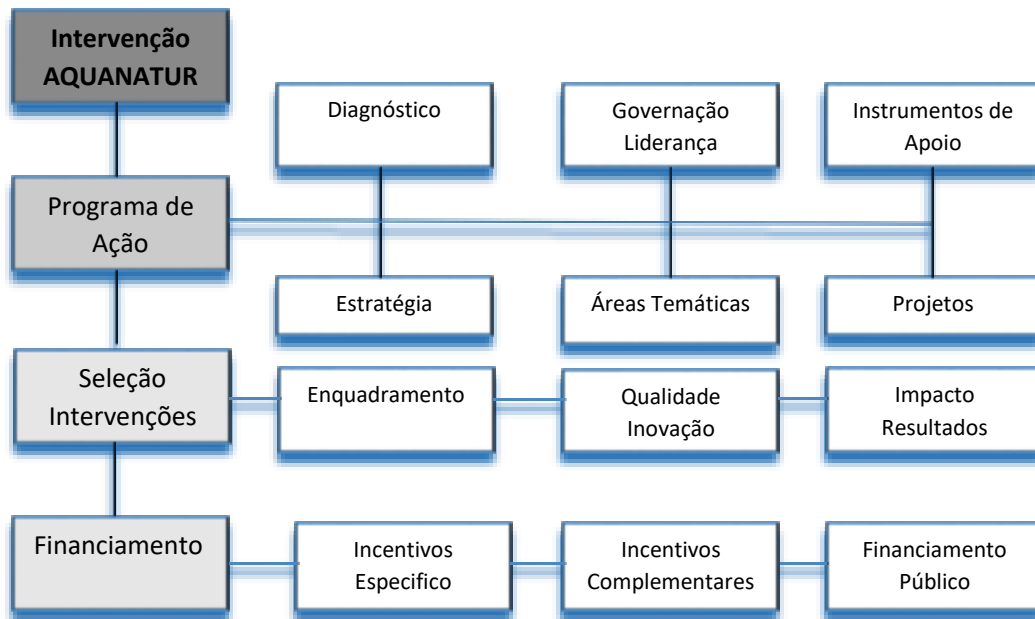 Intervenção
AQUANATUR
Diagnóstico
Governação
Liderança
Instrumentos de
Apoio
Programa de
Ação
Estratégia
Áreas Temáticas
Projetos
Seleção
Intervenções
Enquadramento
Qualidade
Inovação
Impacto
Resultados
Financiamento
Incentivos
Especifico
Incentivos
Complementares
Financiamento
Público